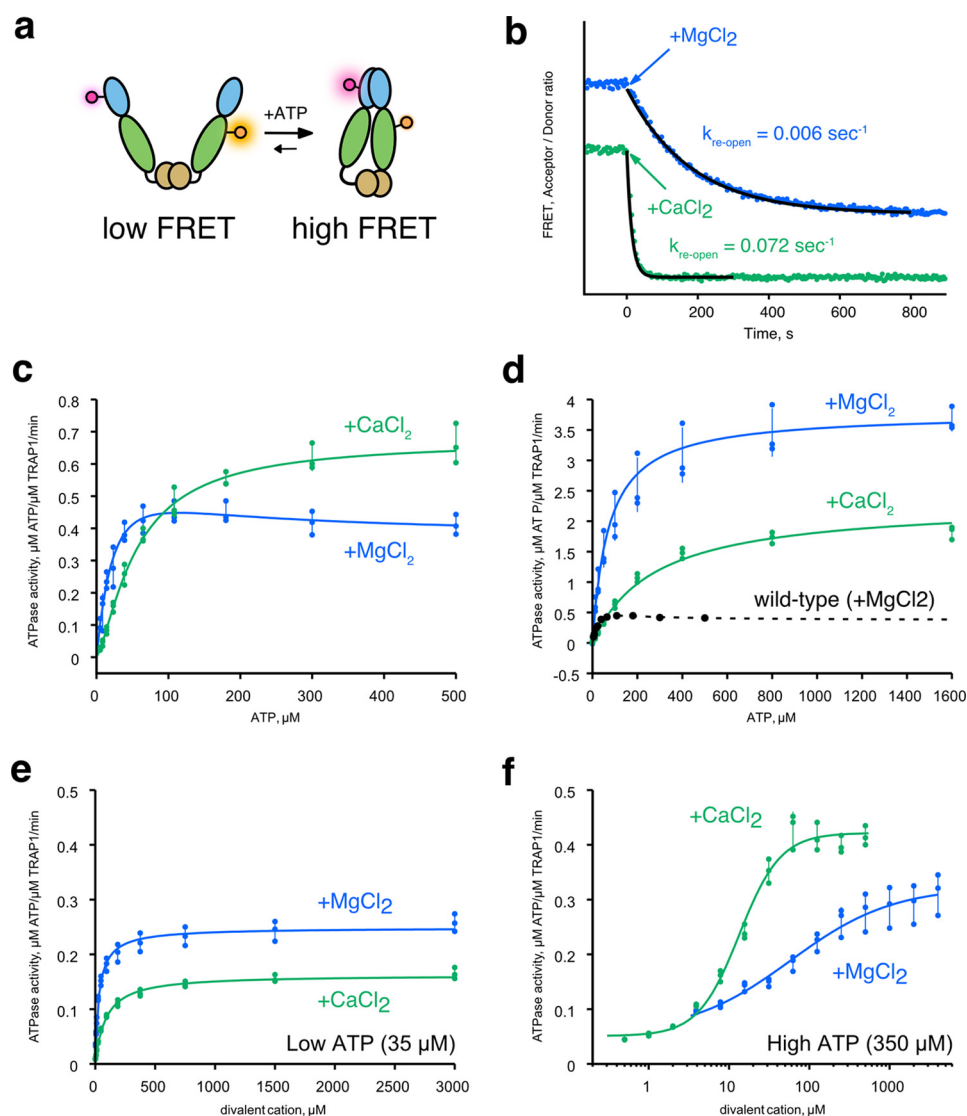 a
+ATP
low FRET
high FRET
b
FRET, Acceptor / Donor ratio
+MgCl2
k re-open = 0.006 sec-1
+CaCl2
k re-open = 0.072 sec-1
0
200
400
600
800
Time, s
c
ATPase activity, µM ATP/µM TRAP1/min
0.8
0.7
0.6
0.5
0.4
0.3
0.2
0.1
0
+CaCl2
+MgCl2
0
100
200
300
400
500
ATP, µM
d
ATPase activity, µM AT P/µM TRAP1/min
4
3.5
3
2.5
2
1.5
1
0.5
0
-0.5
+MgCl2
+CaCl2
wild-type (+MgCl2)
0
200
400
600
800
1000
1200
1400
1600
ATP, µM
e
ATPase activity, µM ATP/µM TRAP1/min
0.5
0.4
0.3
0.2
0.1
0
+MgCl2
+CaCl2
Low ATP (35 µM)
0
500
1000
1500
2000
2500
3000
divalent cation, µM
f
ATPase activity, µM ATP/µM TRAP1/min
0.5
0.4
0.3
0.2
0.1
0
+CaCl2
+MgCl2
High ATP (350 µM)
1
10
100
1000
divalent cation, µM